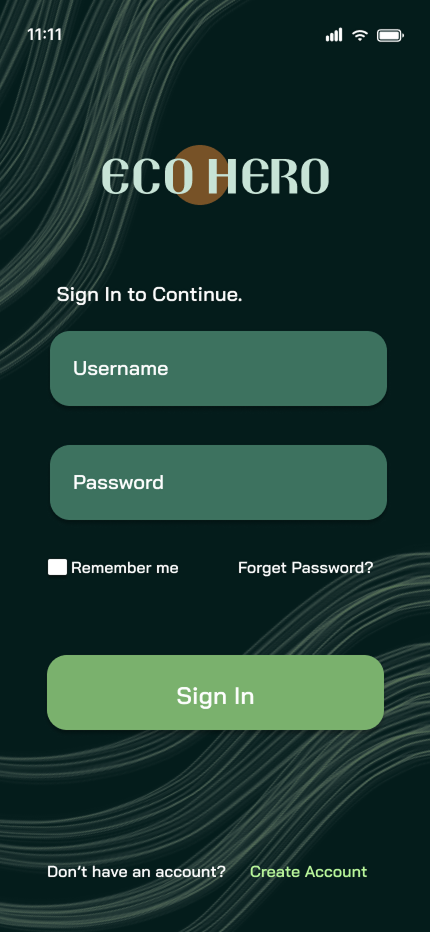 11:11
ECO HERO
Sign In to Continue.
Username
Password
Remember me Forget Password?
Sign In
Don't have an account? Create Account